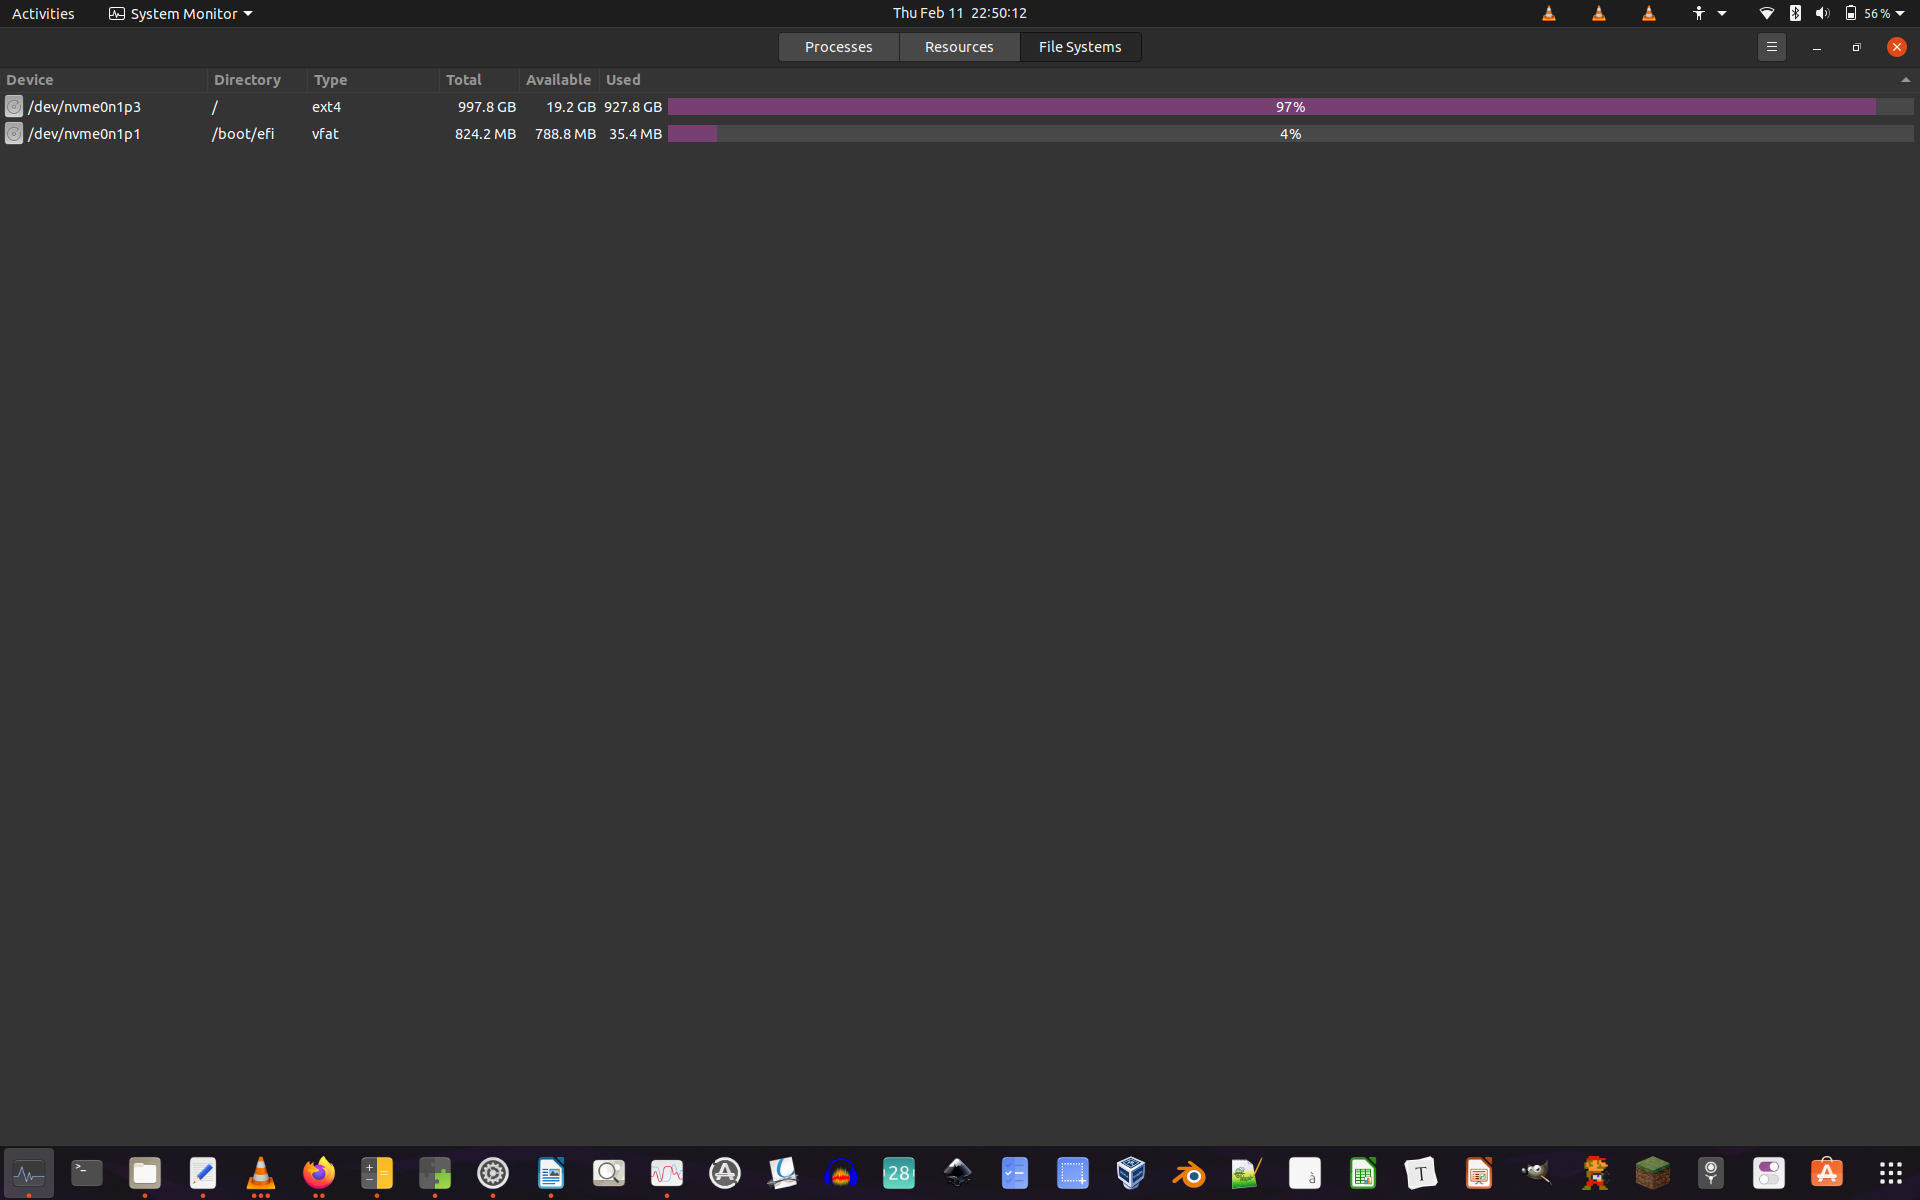 Activities System Monitor Thu Feb 11 22:50:12 56 %
Processes Resources File Systems
Device Directory Type Total Available Used
/dev/nvme0n1p3 / ext4 997.8 GB 19.2 GB 927.8 GB 97%
/dev/nvme0n1p1 /boot/efi vfat 824.2 MB 788.8 MB 35.4 MB 4%
>_ 28 à T